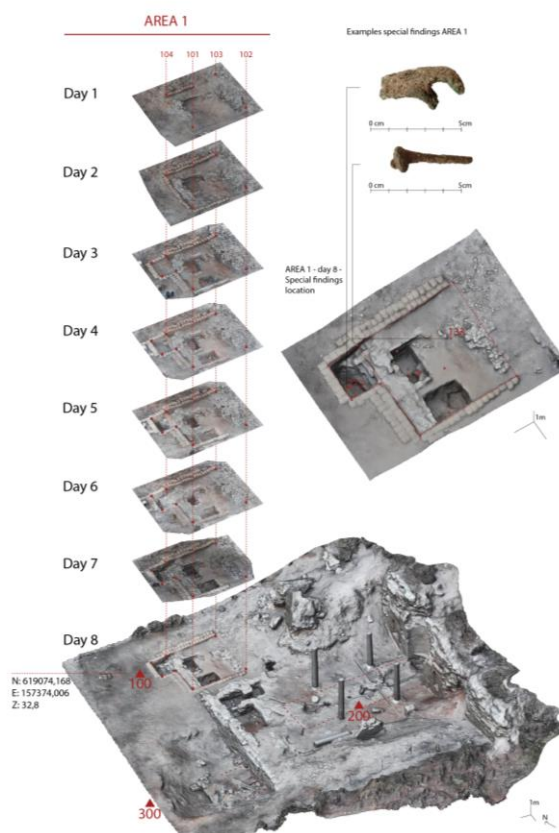 AREA 1
104 101 103 102
Day 1
Day 2
Day 3
Day 4
Day 5
Day 6
Day 7
Day 8
N: 619074,168
E: 157374,006
Z: 32,8
100
200
300
1m
N
Examples special findings AREA 1
0 cm 5cm
0 cm 5cm
AREA 1 - day 8 -
Special findings
location
1m